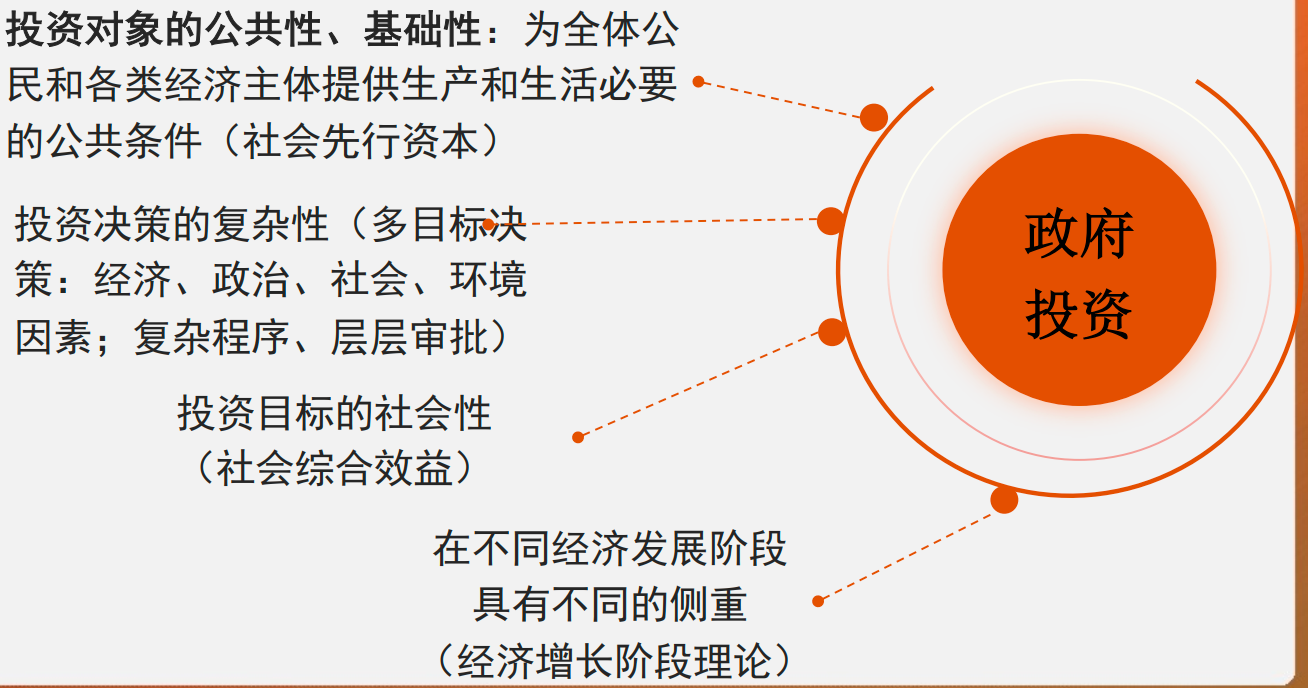 投资对象的公共性、基础性：为全体公
民和各类经济主体提供生产和生活必要
的公共条件（社会先行资本）
投资决策的复杂性（多目标决
策：经济、政治、社会、环境
因素；复杂程序、层层审批）
投资目标的社会性
（社会综合效益）
在不同经济发展阶段
具有不同的侧重
（经济增长阶段理论）
政府
投资